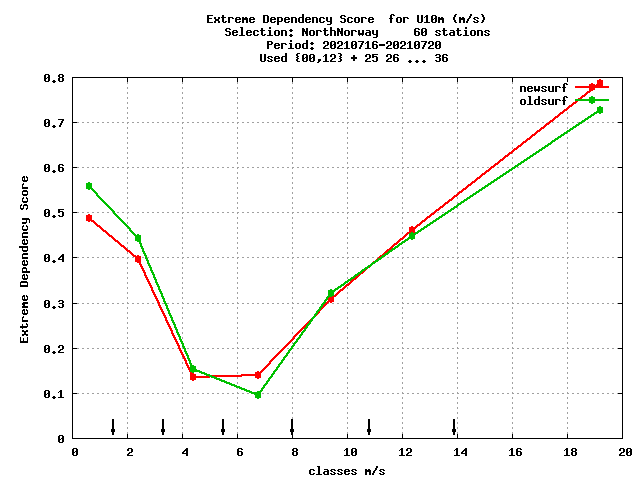 Extreme Dependency Score  for U10m (m/s)
Selection: NorthNorway     60 stations
Period: 20210716-20210720
Used {00,12} + 25 26 ... 36
newsurf
oldsurf
0.8
0.7
0.6
0.5
0.4
0.3
0.2
0.1
0
Extreme Dependency Score
0 2 4 6 8 10 12 14 16 18 20
classes m/s